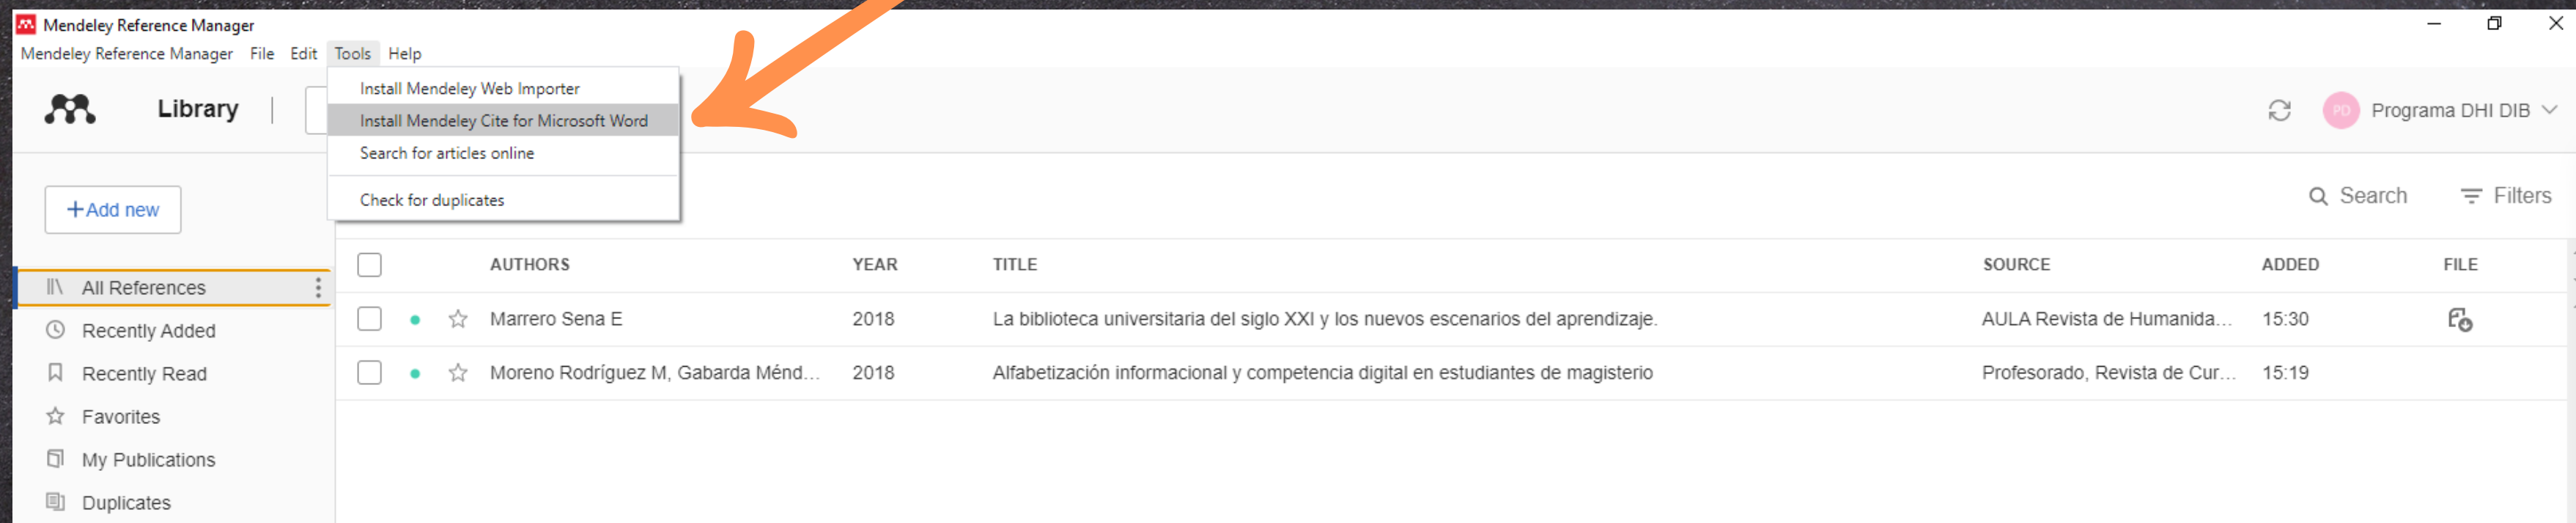 Mendeley Reference Manager
Mendeley Reference Manager File Edit Tools Help
Install Mendeley Web Importer
Install Mendeley Cite for Microsoft Word
Search for articles online
Check for duplicates
Library
PD Programa DHI DIB
+Add new
Search Filters
All References
Recently Added
Recently Read
Favorites
My Publications
Duplicates
AUTHORS YEAR TITLE SOURCE ADDED FILE
Marrero Sena E 2018 La biblioteca universitaria del siglo XXI y los nuevos escenarios del aprendizaje. AULA Revista de Humanida... 15:30
Moreno Rodríguez M, Gabarda Ménd... 2018 Alfabetización informacional y competencia digital en estudiantes de magisterio Profesorado, Revista de Cur... 15:19